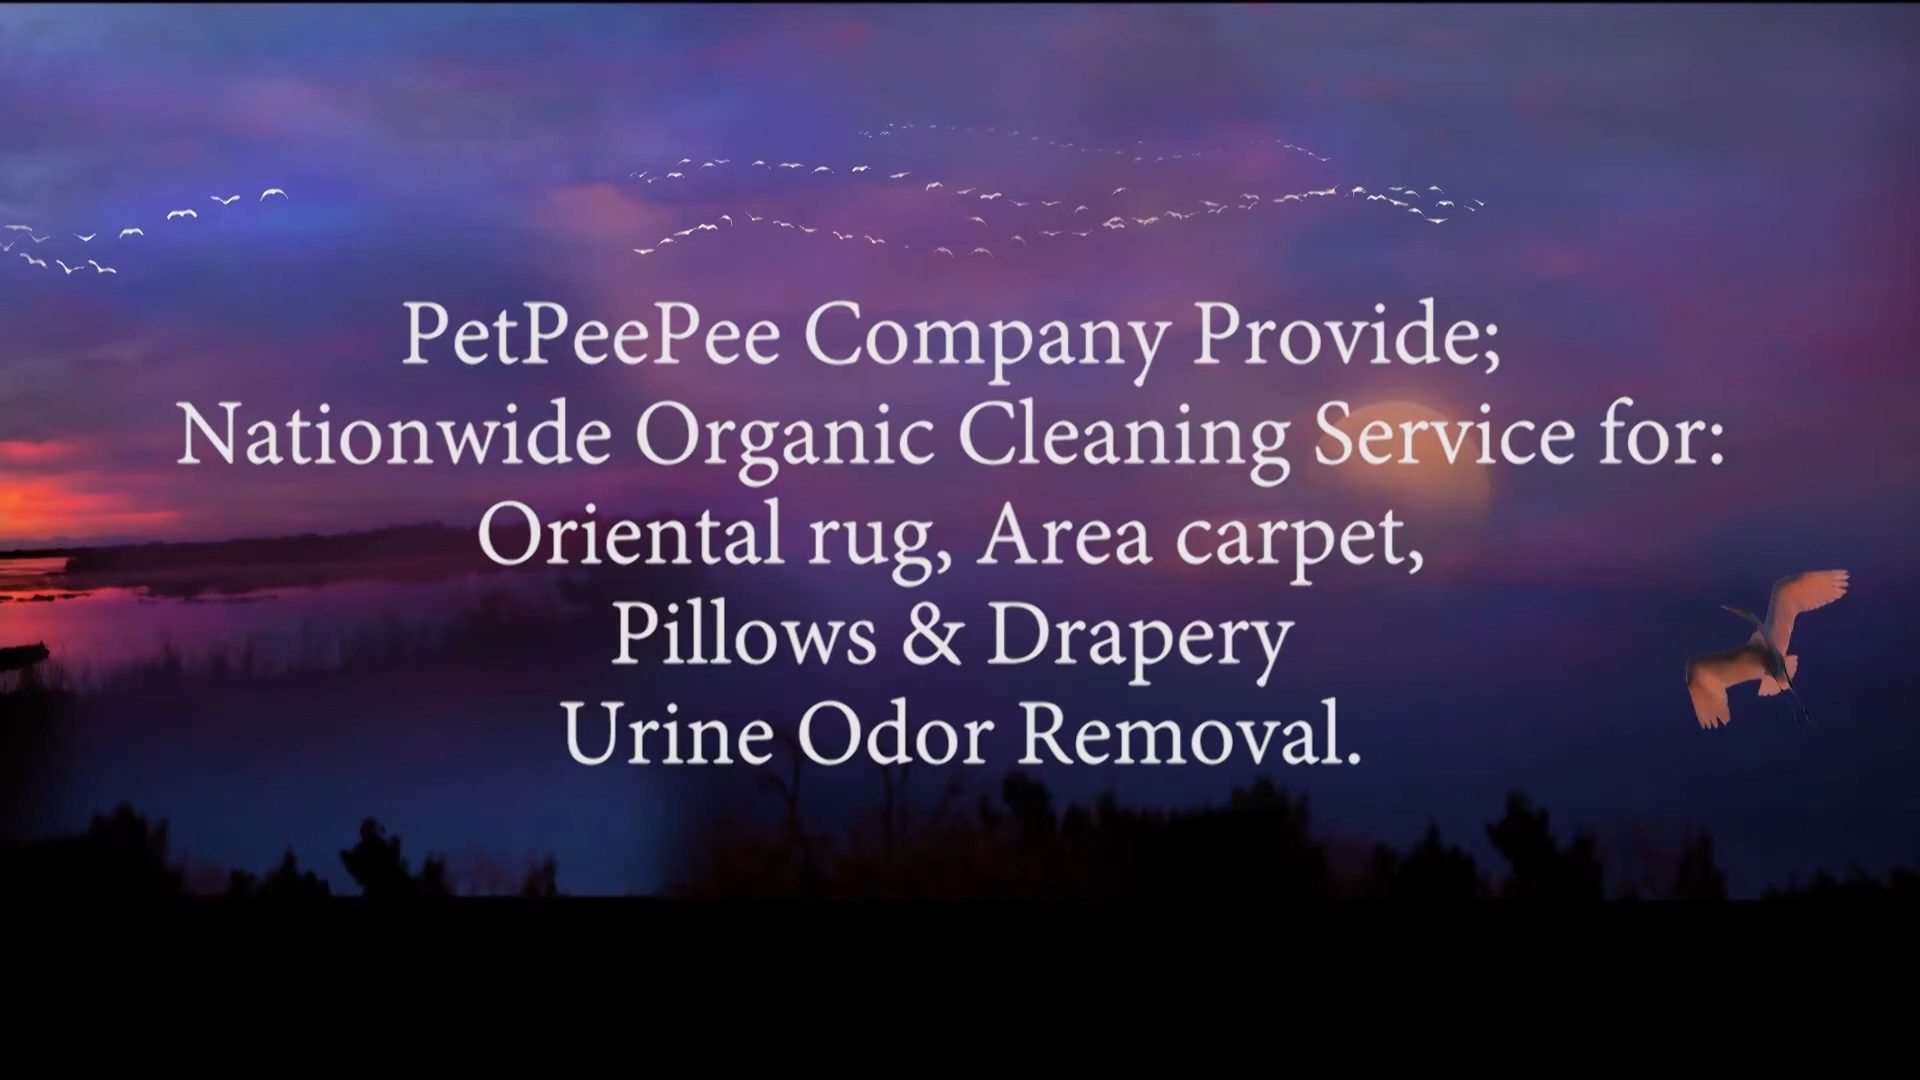 PetPeePee Company Provide;
Nationwide Organic Cleaning Service for:
Oriental rug, Area carpet,
Pillows & Drapery
Urine Odor Removal.